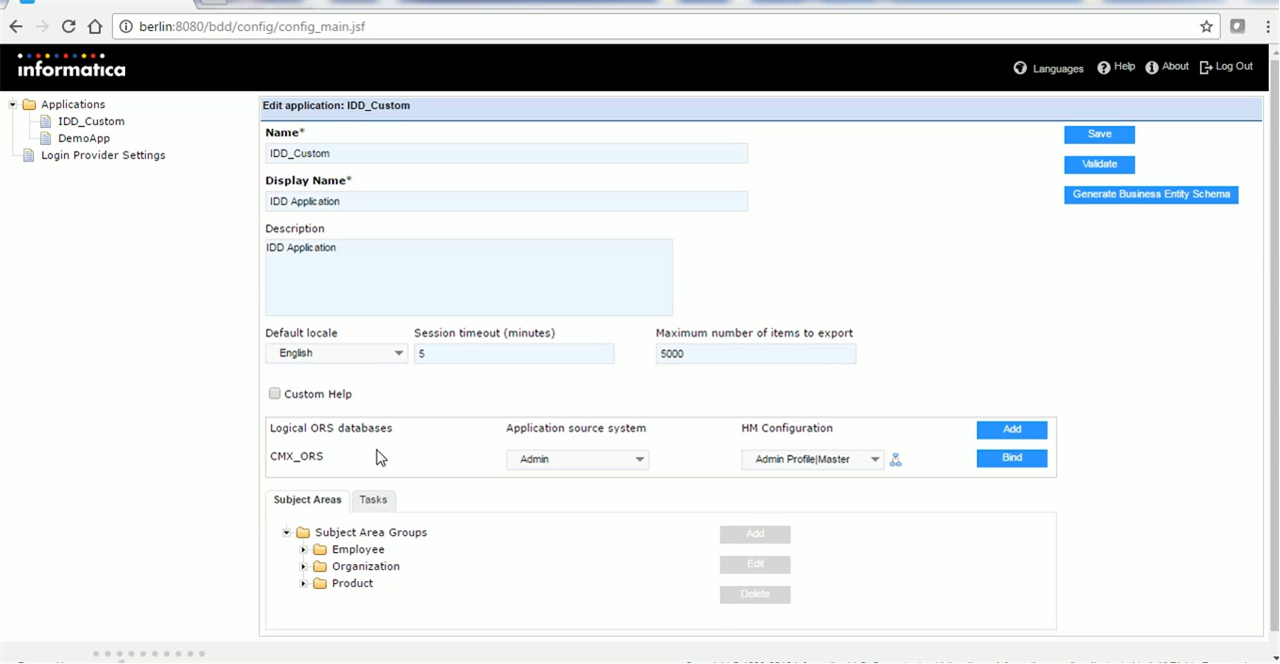 berlin:8080/bdd/config/config_main.jsf
informatica
Languages Help About Log Out
Applications
IDD_Custom
DemoApp
Login Provider Settings
Edit application: IDD_Custom
Name*
IDD_Custom
Display Name*
IDD Application
Description
IDD Application
Save
Validate
Generate Business Entity Schema
Default locale Session timeout (minutes) Maximum number of items to export
English 5 5000
Custom Help
Logical ORS databases Application source system HM Configuration Add
CMX_ORS Admin Admin Profile|Master Bind
Subject Areas Tasks
Subject Area Groups
Employee
Organization
Product
Add
Edit
Delete